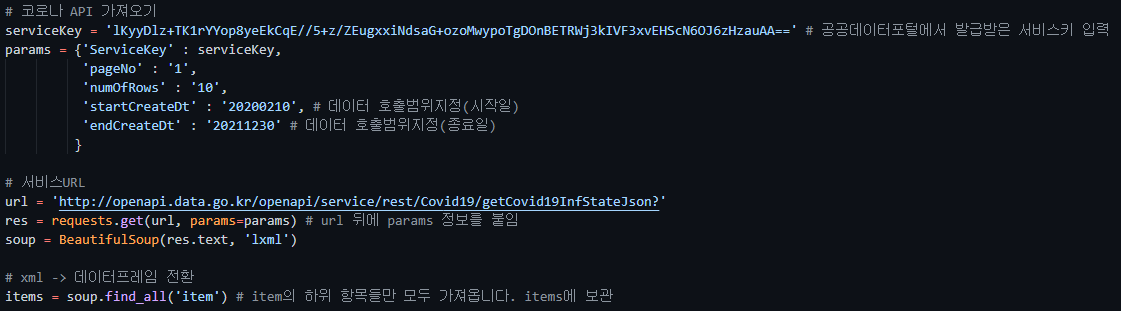 # 코로나 API 가져오기
serviceKey = 'lKyyDlz+TK1rYYop8yeEkCqE//5+z/ZEugxxiNdsaG+ozoMwypoTgDOnBETRWj3kIVF3xvEHScN6OJ6zHzauAA==' # 공공데이터포털에서 발급받은 서비스키 입력
params = {'ServiceKey' : serviceKey,
'pageNo' : '1',
'numOfRows' : '10',
'startCreateDt' : '20200210', # 데이터 호출범위지정(시작일)
'endCreateDt' : '20211230' # 데이터 호출범위지정(종료일)
}
# 서비스URL
url = 'http://openapi.data.go.kr/openapi/service/rest/Covid19/getCovid19InfStateJson?'
res = requests.get(url, params=params) # url 뒤에 params 정보를 붙임
soup = BeautifulSoup(res.text, 'lxml')
# xml -> 데이터프레임 전환
items = soup.find_all('item') # item의 하위 항목들만 모두 가져옵니다. items에 보관